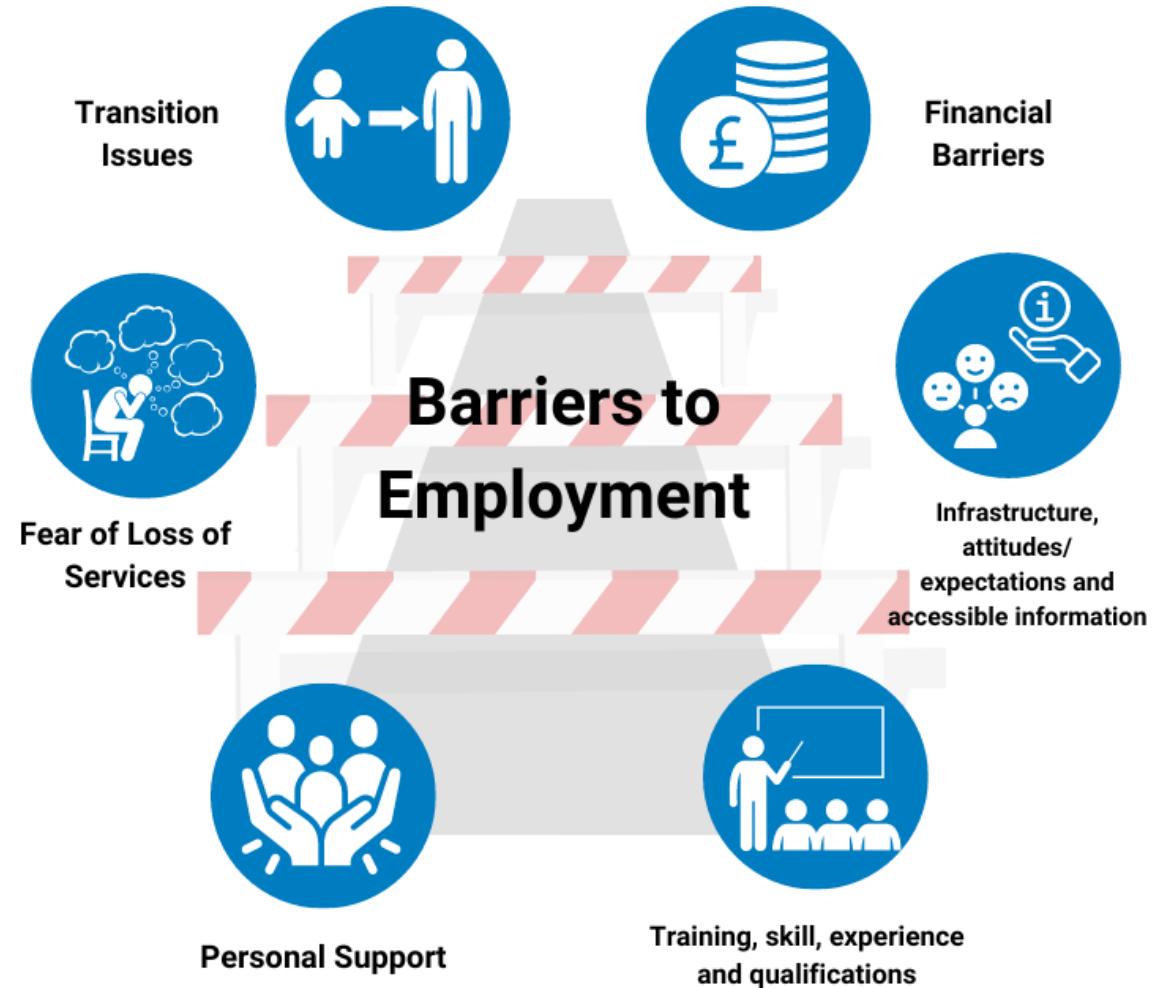 Transition
Issues
£
Financial
Barriers
i
Barriers to
Employment
Fear of Loss of
Services
Infrastructure,
attitudes/
expectations and
accessible information
Personal Support
Training, skill, experience
and qualifications